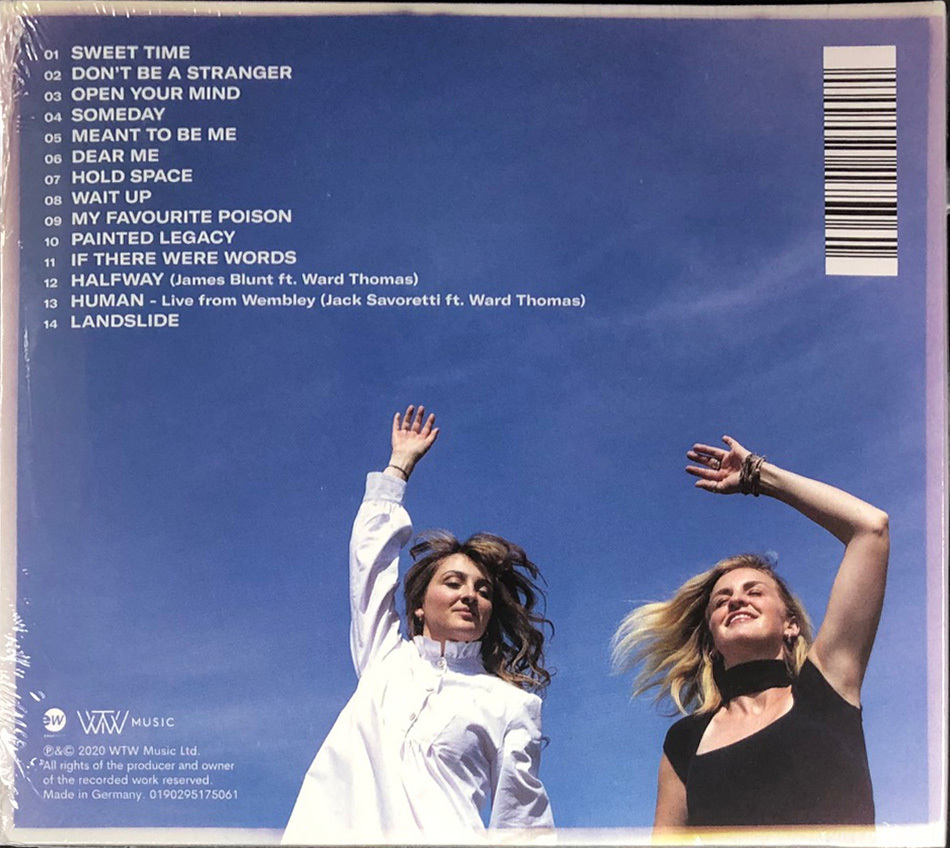 01 SWEET TIME
02 DON'T BE A STRANGER
03 OPEN YOUR MIND
04 SOMEDAY
05 MEANT TO BE ME
06 DEAR ME
07 HOLD SPACE
08 WAIT UP
09 MY FAVOURITE POISON
10 PAINTED LEGACY
11 IF THERE WERE WORDS
12 HALFWAY (James Blunt ft. Ward Thomas)
13 HUMAN - Live from Wembley (Jack Savoretti ft. Ward Thomas)
14 LANDSLIDE
ew WTW MUSIC
℗&© 2020 WTW Music Ltd.
All rights of the producer and owner
of the recorded work reserved.
Made in Germany. 0190295175061